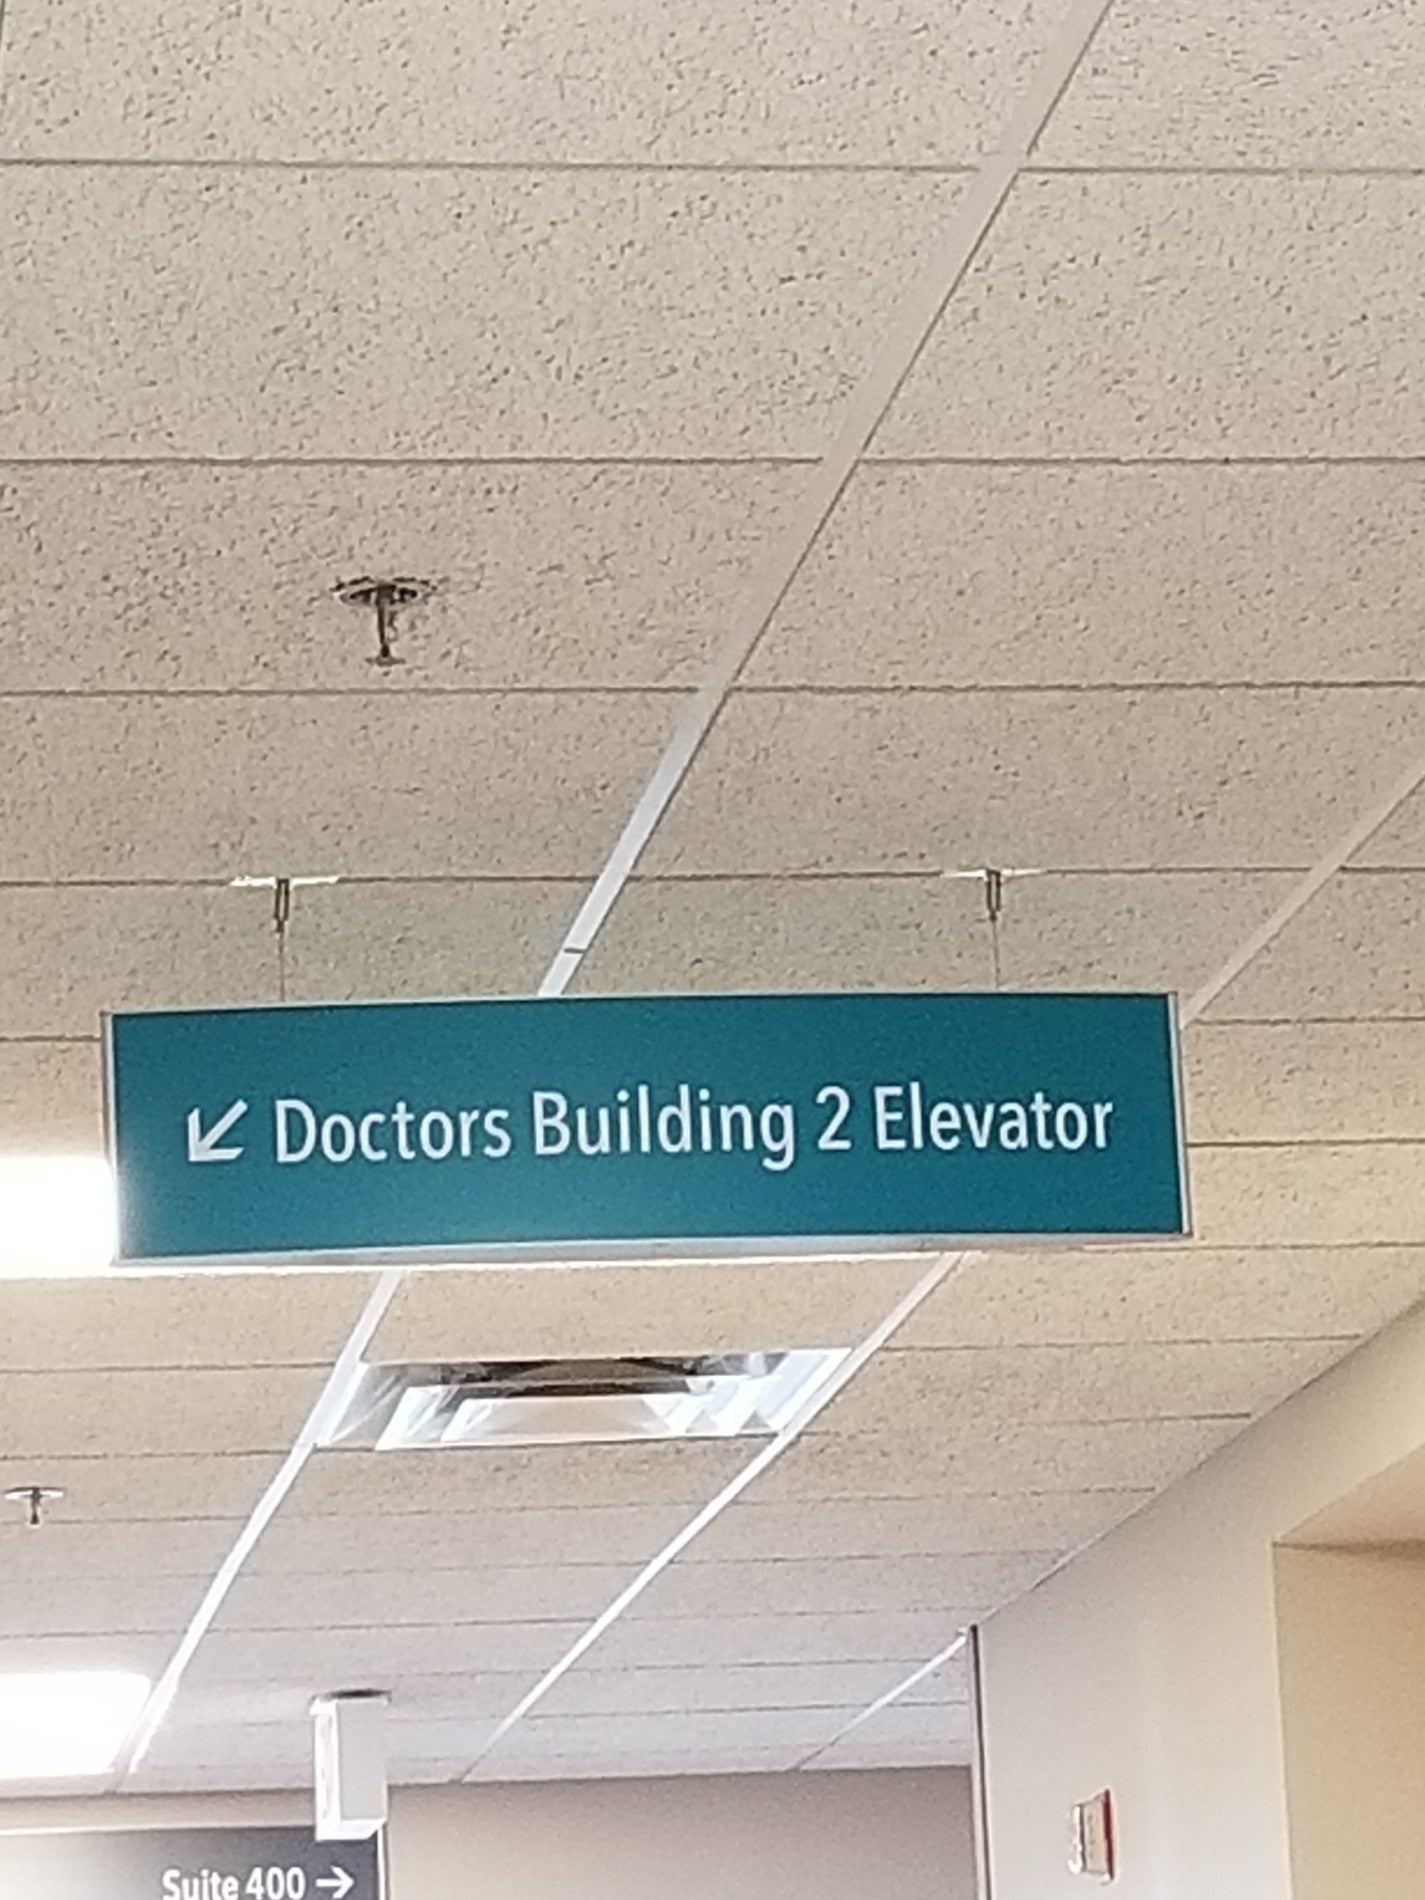 ↙ Doctors Building 2 Elevator
Suite 400 →